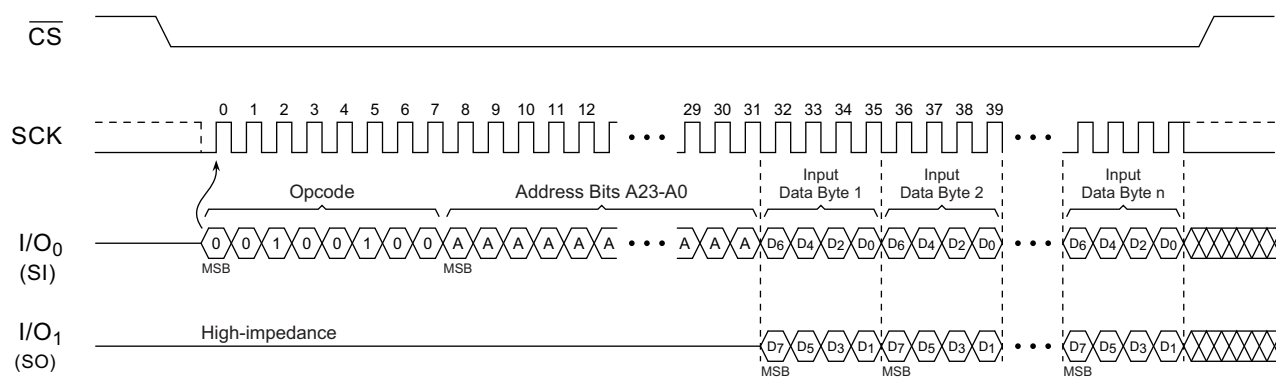 CS
0 1 2 3 4 5 6 7 8 9 10 11 12 29 30 31 32 33 34 35 36 37 38 39
SCK
Opcode
Address Bits A23-A0
Input
Data Byte 1
Input
Data Byte 2
Input
Data Byte n
I/O0
(SI)
0 0 1 0 0 1 0 0 A A A A A A A A A D6 D4 D2 D0 D6 D4 D2 D0 D6 D4 D2 D0
MSB MSB
I/O1
(SO)
High-impedance
D7 D5 D3 D1 D7 D5 D3 D1 D7 D5 D3 D1
MSB MSB MSB